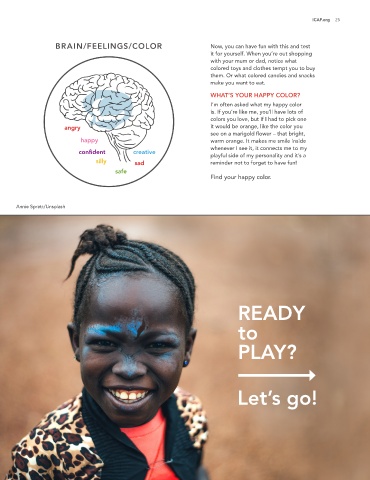 iCAP.org 25
BRAIN/FEELINGS/COLOR
angry
happy
confident
creative
silly
sad
safe
Now, you can have fun with this and test
it for yourself. When you're out shopping
with your mum or dad, notice what
colored toys and clothes tempt you to buy
them. Or what colored candies and snacks
make you want to eat.
WHAT'S YOUR HAPPY COLOR?
I'm often asked what my happy color
is. If you're like me, you'll have lots of
colors you love, but if I had to pick one
it would be orange, like the color you
see on a marigold flower – that bright,
warm orange. It makes me smile inside
whenever I see it, it connects me to my
playful side of my personality and it's a
reminder not to forget to have fun!
Find your happy color.
Annie Spratt/Unsplash
READY
to
PLAY?
Let's go!